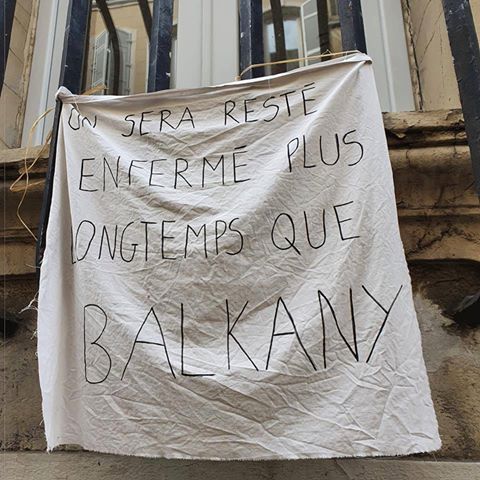 ON SERA RESTÉ
ENFERMÉ PLUS
LONGTEMPS QUE
BALKANY